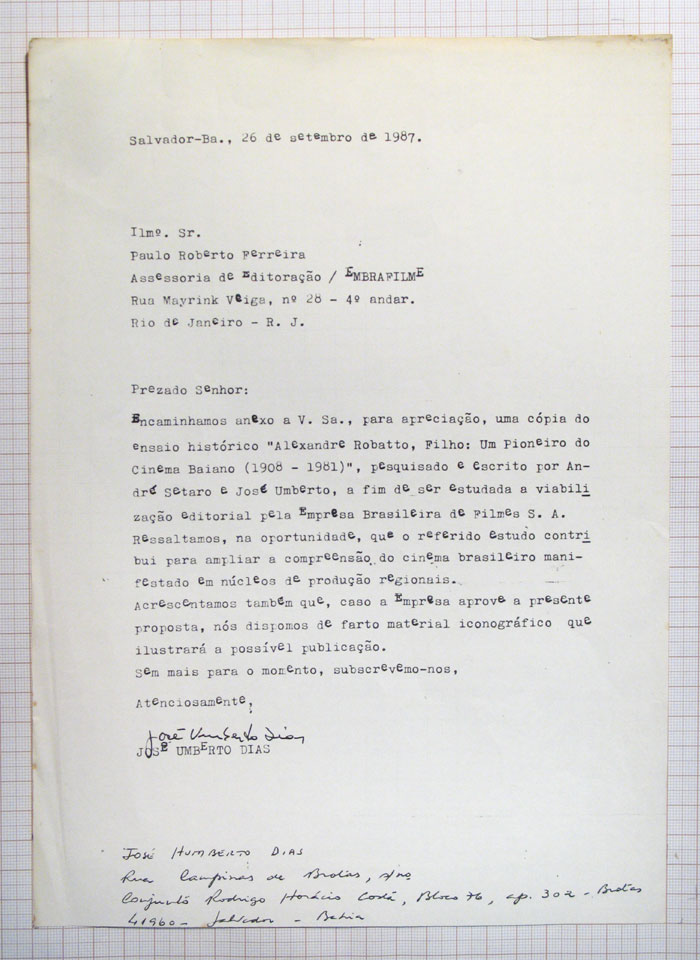 Salvador-Ba., 26 de setembro de 1987.
Ilmº. Sr.
Paulo Roberto Ferreira
Assessoria de Editoração / EMBRAFILME
Rua Mayrink Veiga, nº 28 - 4º andar.
Rio de Janeiro - R. J.
Prezado Senhor:
Encaminhamos anexo a V. Sa., para apreciação, uma cópia do
ensaio histórico "Alexandre Robatto, Filho: Um Pioneiro do
Cinema Baiano (1908 - 1981)", pesquisado e escrito por An-
dré Setaro e José Umberto, a fim de ser estudada a viabili
zação editorial pela Empresa Brasileira de Filmes S. A.
Ressaltamos, na oportunidade, que o referido estudo contri
bui para ampliar a compreensão do cinema brasileiro mani-
festado em núcleos de produção regionais.
Acrescentamos também que, caso a Empresa aprove a presente
proposta, nós dispomos de farto material iconográfico que
ilustrará a possível publicação.
Sem mais para o momento, subscrevemo-nos,
Atenciosamente,
José Umberto Dias
JOSÉ UMBERTO DIAS
JOSÉ HUMBERTO DIAS
Rua Campinas de Brotas, s/nº
Conjunto Rodrigo Horácio Codá, Bloco 76, ap. 302 - Brotas
41960 - Salvador - Bahia